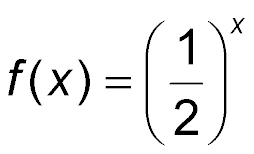 f(x) = (1/2)^x